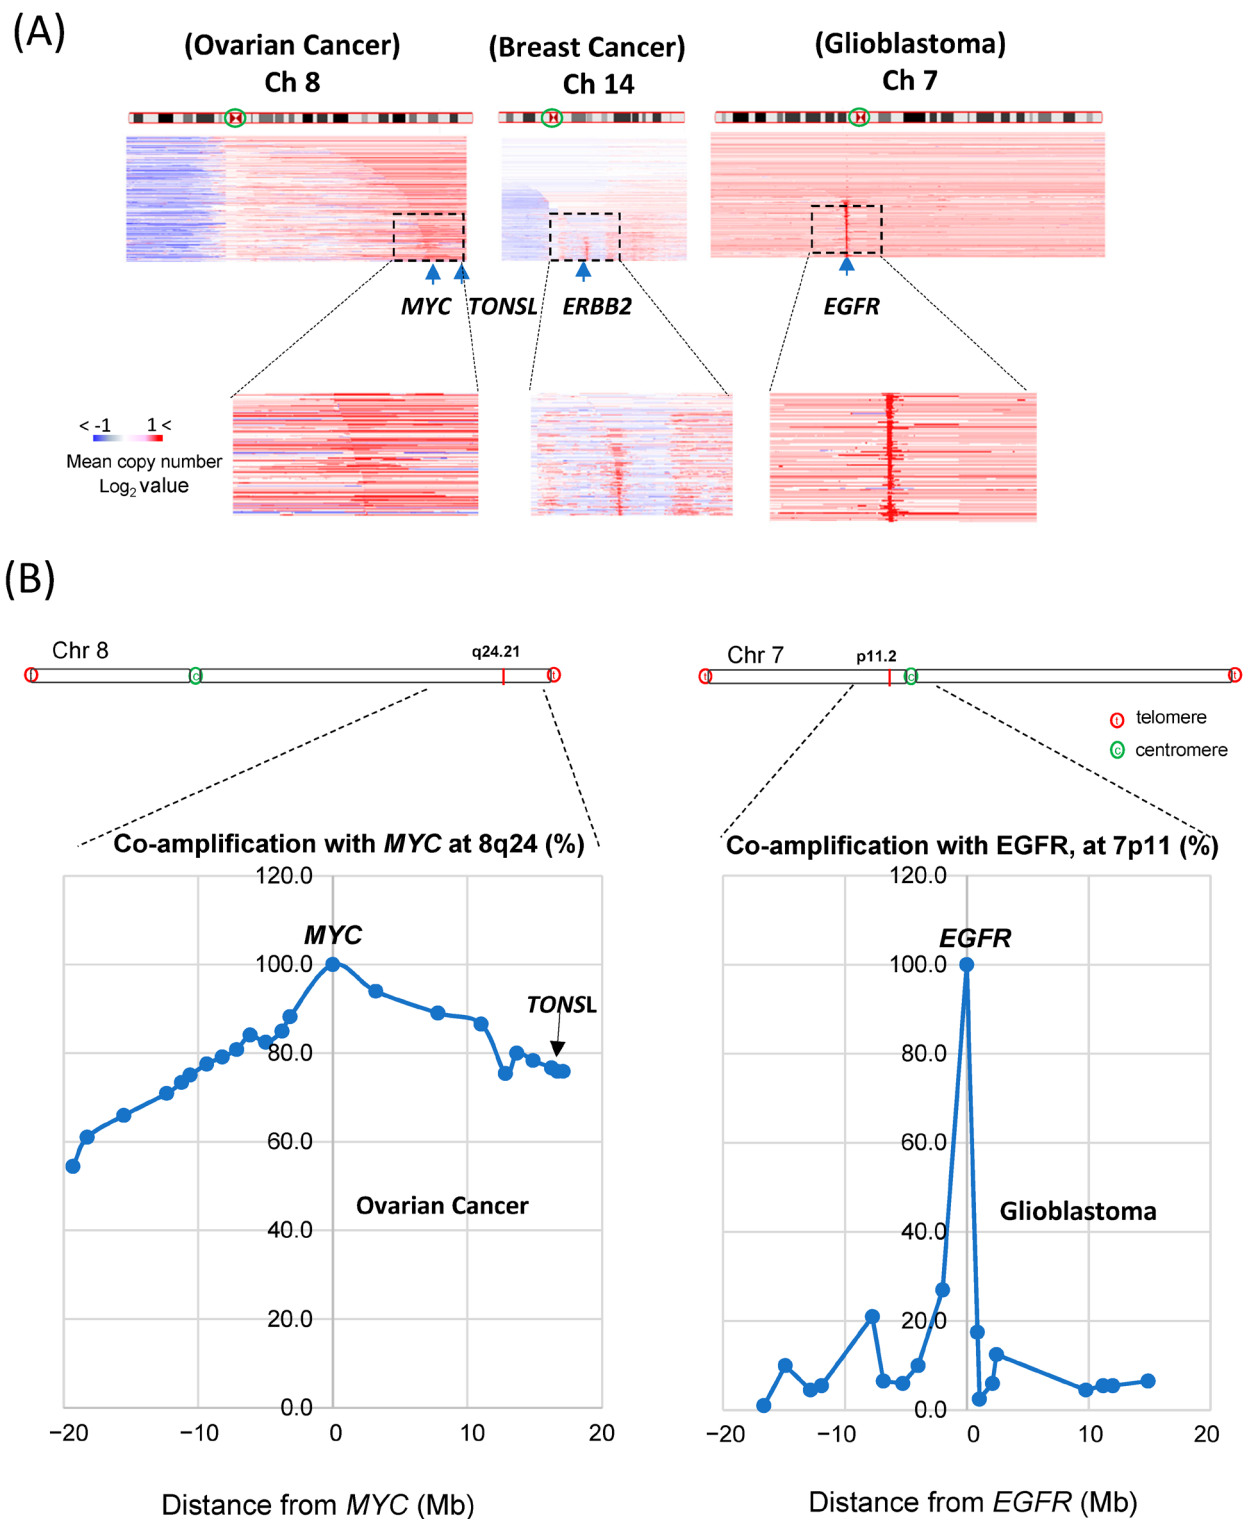 (A)
(Ovarian Cancer) (Breast Cancer) (Glioblastoma)
Ch 8 Ch 14 Ch 7
MYC TONSL ERBB2 EGFR
< -1 1 <
Mean copy number
Log2 value
(B)
Chr 8 q24.21
t c t
Chr 7 p11.2
t c t
t telomere
c centromere
Co-amplification with MYC at 8q24 (%)
120.0
MYC
100.0
TONSL
80.0
60.0
Ovarian Cancer
40.0
20.0
0.0
−20 −10 0 10 20
Distance from MYC (Mb)
Co-amplification with EGFR, at 7p11 (%)
120.0
EGFR
100.0
80.0
60.0
Glioblastoma
40.0
20.0
0.0
−20 −10 0 10 20
Distance from EGFR (Mb)